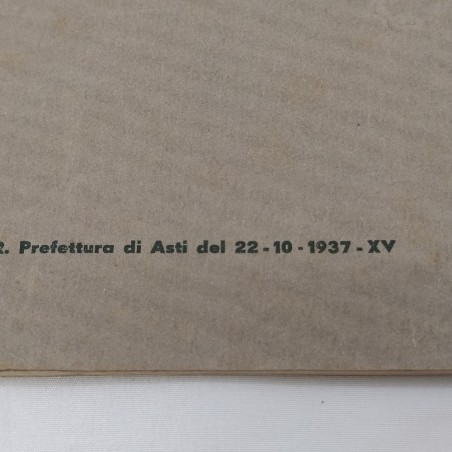 R. Prefettura di Asti del 22-10-1937-XV